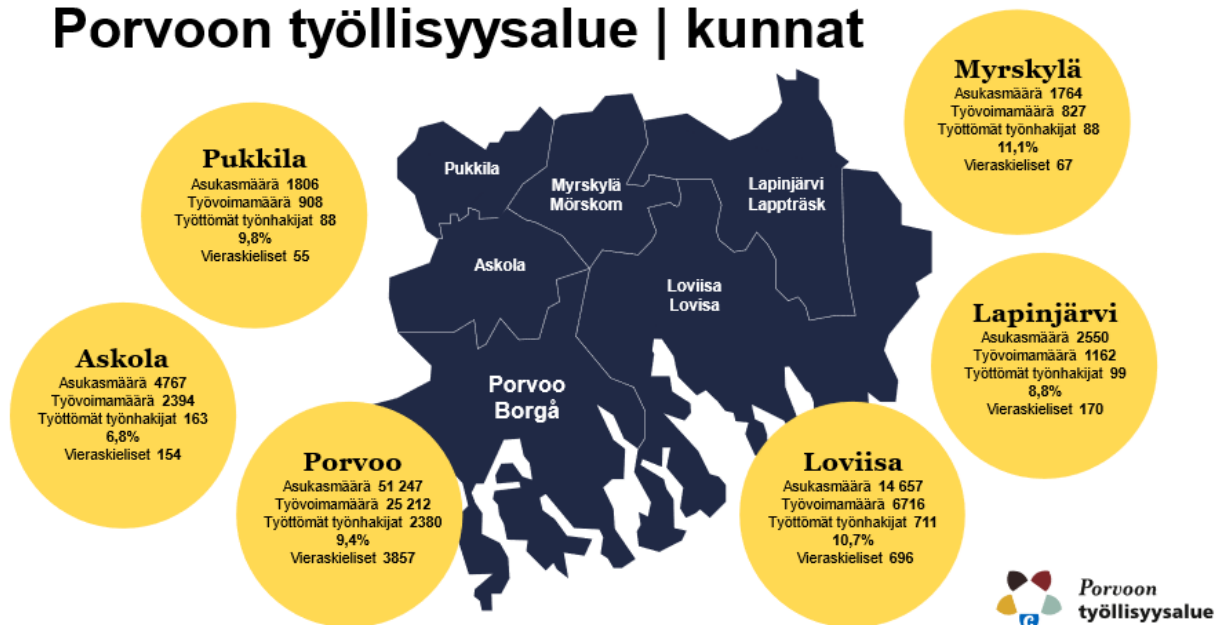 Porvoon työllisyysalue | kunnat
Myrskylä
Asukasmäärä 1764
Työvoimamäärä 827
Työttömät työnhakijat 88
11,1%
Vieraskieliset 67
Pukkila
Asukasmäärä 1806
Työvoimamäärä 908
Työttömät työnhakijat 88
9,8%
Vieraskieliset 55
Pukkila
Myrskylä
Mörskom
Lapinjärvi
Lappträsk
Askola
Loviisa
Lovisa
Porvoo
Borgå
Lapinjärvi
Asukasmäärä 2550
Työvoimamäärä 1162
Työttömät työnhakijat 99
8,8%
Vieraskieliset 170
Askola
Asukasmäärä 4767
Työvoimamäärä 2394
Työttömät työnhakijat 163
6,8%
Vieraskieliset 154
Porvoo
Asukasmäärä 51 247
Työvoimamäärä 25 212
Työttömät työnhakijat 2380
9,4%
Vieraskieliset 3857
Loviisa
Asukasmäärä 14 657
Työvoimamäärä 6716
Työttömät työnhakijat 711
10,7%
Vieraskieliset 696
Porvoon
työllisyysalue